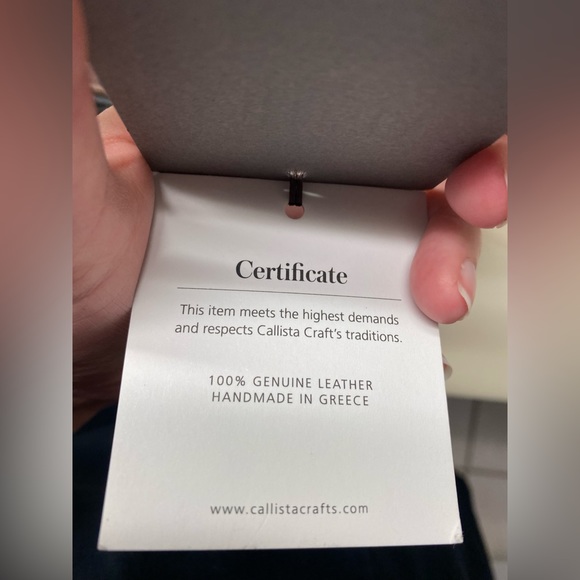 Certificate
This item meets the highest demands
and respects Callista Craft's traditions.
100% GENUINE LEATHER
HANDMADE IN GREECE
www.callistacrafts.com